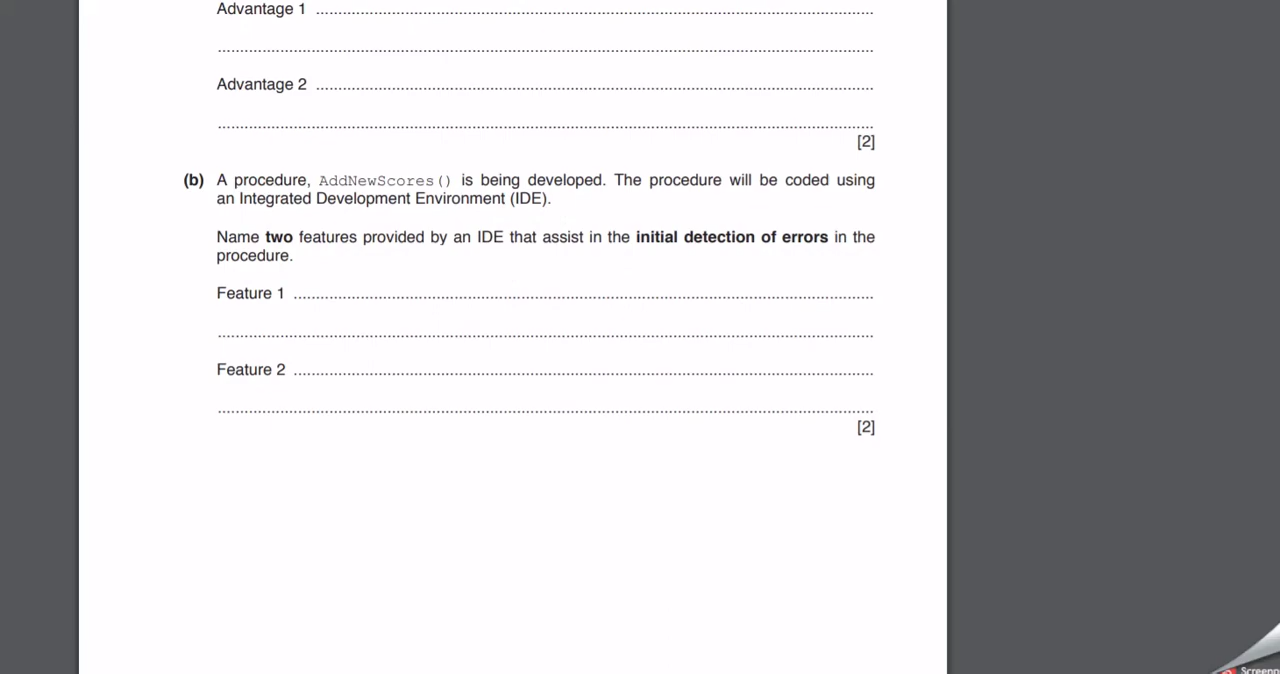 Advantage 1 ................................................................................................................................
....................................................................................................................................................
Advantage 2 ................................................................................................................................
....................................................................................................................................................
[2]
(b) A procedure, AddNewScores() is being developed. The procedure will be coded using
an Integrated Development Environment (IDE).
Name two features provided by an IDE that assist in the initial detection of errors in the
procedure.
Feature 1 ....................................................................................................................................
....................................................................................................................................................
Feature 2 ....................................................................................................................................
....................................................................................................................................................
[2]